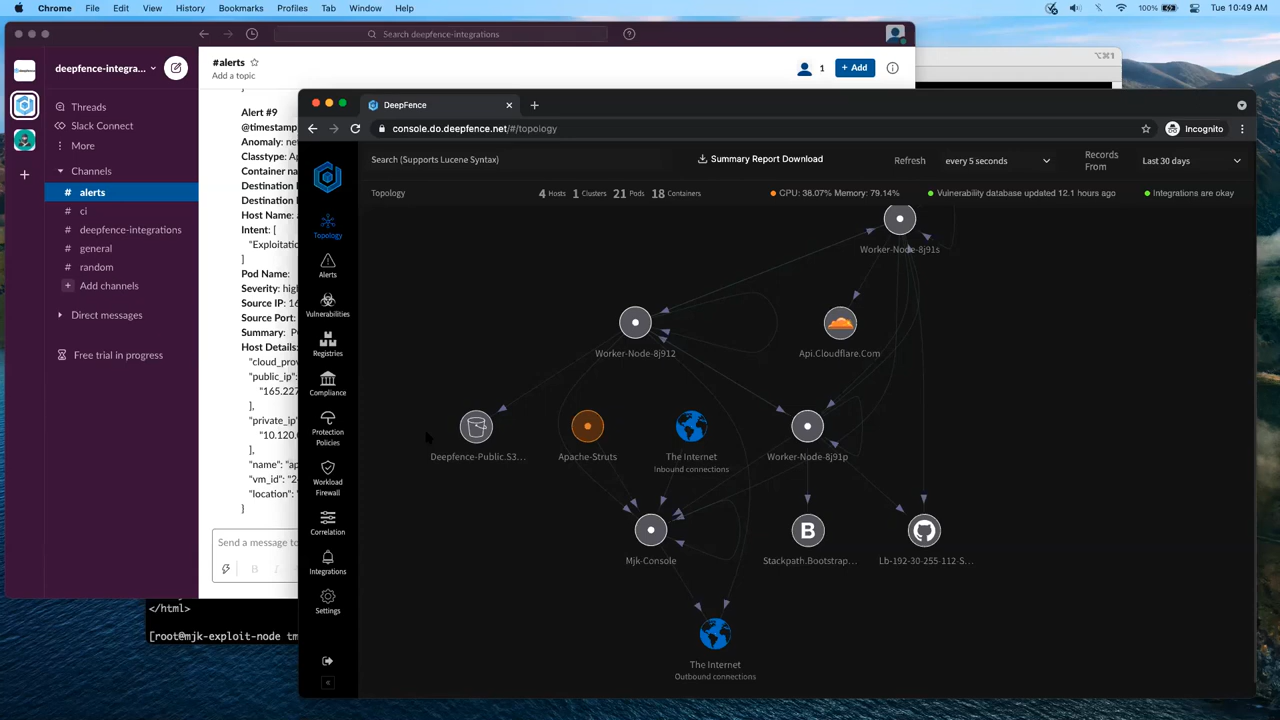 Chrome File Edit View History Bookmarks Profiles Tab Window Help 100% Tue 10:49 AM
Search deepfence-integrations
deepfence-integra...
Threads
Slack Connect
More
Channels
# alerts
# ci
# deepfence-integrations
# general
# random
+ Add channels
Direct messages
Free trial in progress
#alerts
Add a topic
1
+ Add
⌥⌘1
}
Alert #9
@timestamp
Anomaly: ne
Classtype: Ap
Container na
Destination
Destination
Host Name: a
Intent: [
"Exploitatio
]
Pod Name:
Severity: hig
Source IP: 16
Source Port:
Summary: P
Host Details:
"cloud_prov
"public_ip"
"165.227
],
"private_ip"
"10.120.
],
"name": "ap
"vm_id": "2
"location":
}
Send a message to
B I
</html>
[root@mjk-exploit-node tm
DeepFence
console.do.deepfence.net/#/topology
Incognito
Search (Supports Lucene Syntax)
Summary Report Download
Refresh every 5 seconds
Records From Last 30 days
Topology
4 Hosts 1 Clusters 21 Pods 18 Containers
CPU: 38.07% Memory: 79.14%
Vulnerability database updated 12.1 hours ago
Integrations are okay
Topology
Alerts
Vulnerabilities
Registries
Compliance
Protection
Policies
Workload
Firewall
Correlation
Integrations
Settings
«
Worker-Node-8j91s
Worker-Node-8j912
Api.Cloudflare.Com
Deepfence-Public.S3...
Apache-Struts
The Internet
Inbound connections
Worker-Node-8j91p
Mjk-Console
B
Stackpath.Bootstrap...
Lb-192-30-255-112-S...
The Internet
Outbound connections